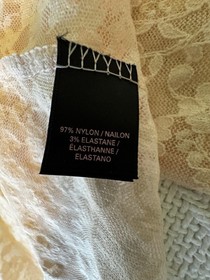 97% NYLON / NAILON
3% ELASTANE /
ÉLASTHANNE /
ELASTANO